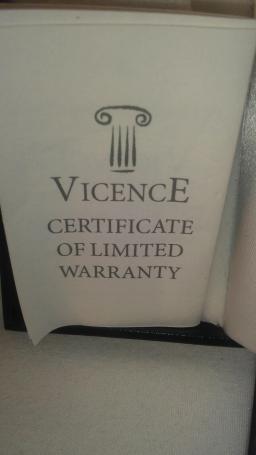 VICENCE
CERTIFICATE
OF LIMITED
WARRANTY